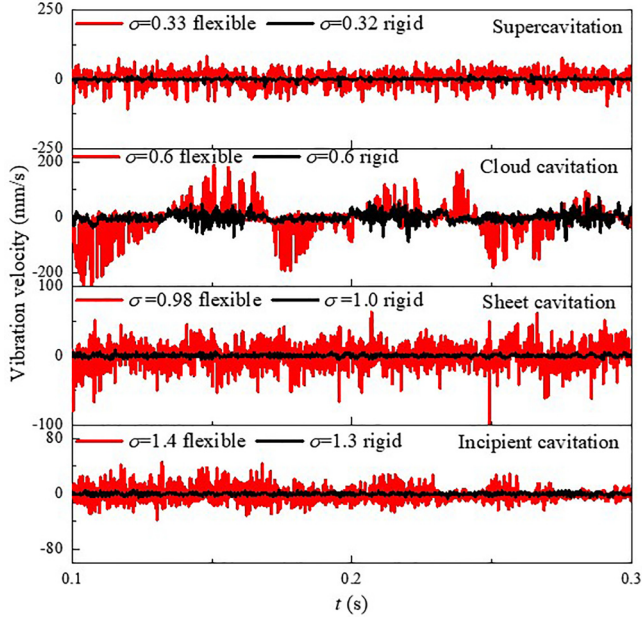 250
σ=0.33 flexible σ=0.32 rigid Supercavitation
0
-250
200
σ=0.6 flexible σ=0.6 rigid Cloud cavitation
0
-200
100
σ=0.98 flexible σ=1.0 rigid Sheet cavitation
0
-100
80
σ=1.4 flexible σ=1.3 rigid Incipient cavitation
0
-80
Vibration velocity (mm/s)
0.1 0.2 0.3
t (s)